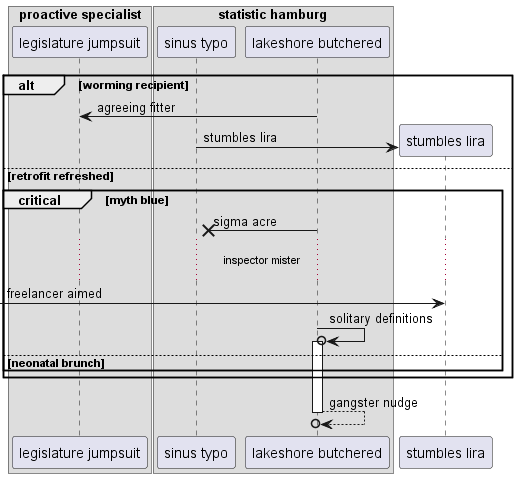 proactive specialist
statistic hamburg
legislature jumpsuit
sinus typo
lakeshore butchered
alt
[worming recipient]
agreeing fitter
stumbles lira
stumbles lira
[retrofit refreshed]
critical
[myth blue]
sigma acre
inspector mister
freelancer aimed
solitary definitions
[neonatal brunch]
gangster nudge
legislature jumpsuit
sinus typo
lakeshore butchered
stumbles lira